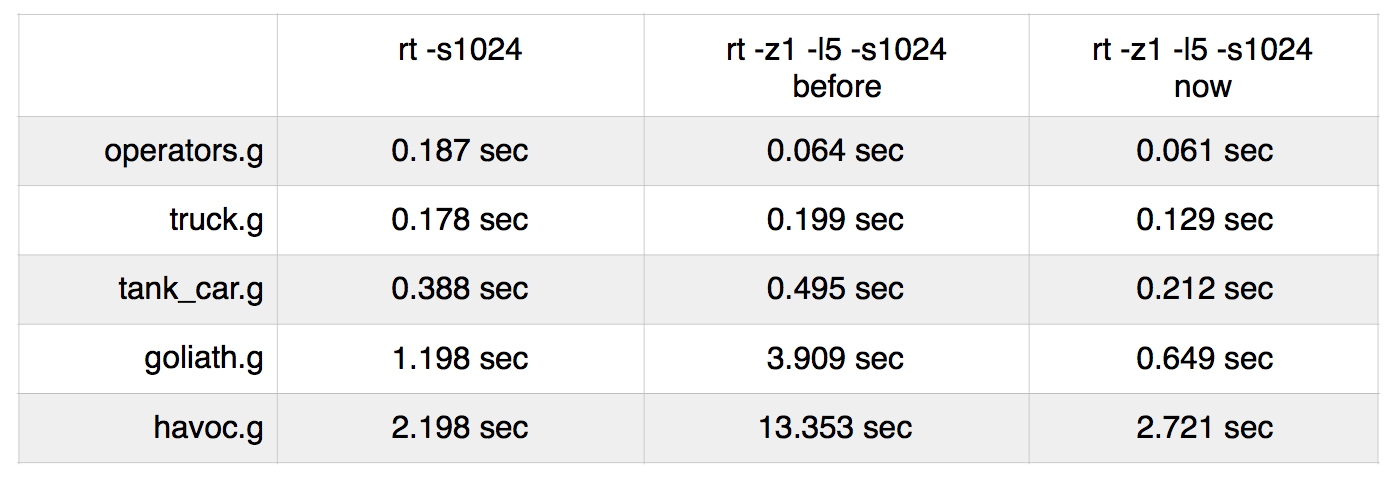 rt -s1024 rt -z1 -l5 -s1024 rt -z1 -l5 -s1024
before now
operators.g 0.187 sec 0.064 sec 0.061 sec
truck.g 0.178 sec 0.199 sec 0.129 sec
tank_car.g 0.388 sec 0.495 sec 0.212 sec
goliath.g 1.198 sec 3.909 sec 0.649 sec
havoc.g 2.198 sec 13.353 sec 2.721 sec